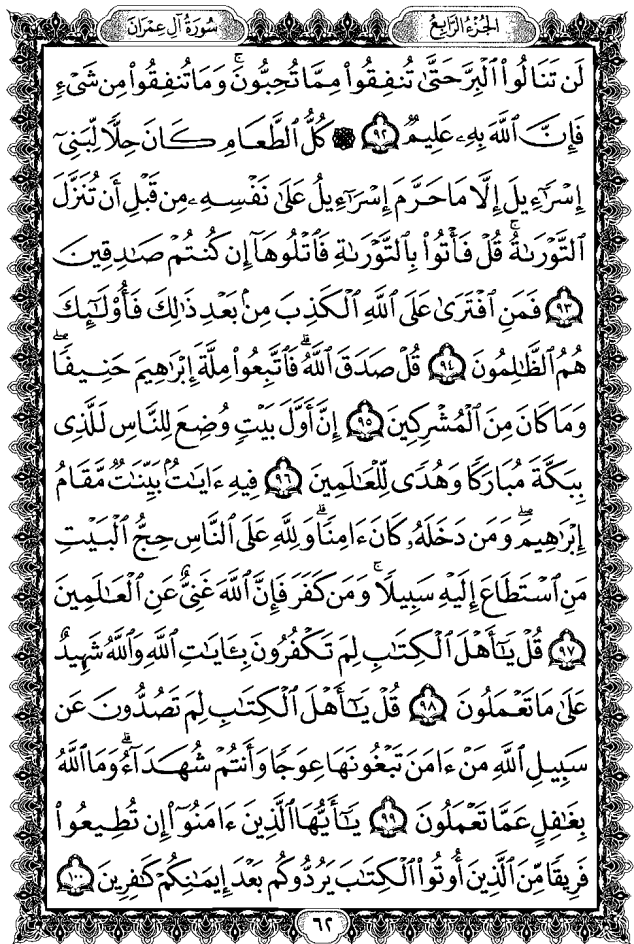 الجُزْءُ الرَّابِعُ
سُورَةُ آلِ عِمْرَانَ
لَن تَنَالُوا۟ ٱلْبِرَّ حَتَّىٰ تُنفِقُوا۟ مِمَّا تُحِبُّونَ ۚ وَمَا تُنفِقُوا۟ مِن شَىْءٍ
فَإِنَّ ٱللَّهَ بِهِۦ عَلِيمٌ ٩٢ ۞ كُلُّ ٱلطَّعَامِ كَانَ حِلًّا لِّبَنِىٓ
إِسْرَٰٓءِيلَ إِلَّا مَا حَرَّمَ إِسْرَٰٓءِيلُ عَلَىٰ نَفْسِهِۦ مِن قَبْلِ أَن تُنَزَّلَ
ٱلتَّوْرَىٰةُ ۗ قُلْ فَأْتُوا۟ بِٱلتَّوْرَىٰةِ فَٱتْلُوهَآ إِن كُنتُمْ صَٰدِقِينَ
٩٣ فَمَنِ ٱفْتَرَىٰ عَلَى ٱللَّهِ ٱلْكَذِبَ مِنۢ بَعْدِ ذَٰلِكَ فَأُو۟لَٰٓئِكَ
هُمُ ٱلظَّٰلِمُونَ ٩٤ قُلْ صَدَقَ ٱللَّهُ ۗ فَٱتَّبِعُوا۟ مِلَّةَ إِبْرَٰهِيمَ حَنِيفًا ۖ
وَمَا كَانَ مِنَ ٱلْمُشْرِكِينَ ٩٥ إِنَّ أَوَّلَ بَيْتٍ وُضِعَ لِلنَّاسِ لَلَّذِى
بِبَكَّةَ مُبَارَكًا وَهُدًى لِّلْعَٰلَمِينَ ٩٦ فِيهِ ءَايَٰتٌۢ بَيِّنَٰتٌ مَّقَامُ
إِبْرَٰهِيمَ ۖ وَمَن دَخَلَهُۥ كَانَ ءَامِنًا ۗ وَلِلَّهِ عَلَى ٱلنَّاسِ حِجُّ ٱلْبَيْتِ
مَنِ ٱسْتَطَاعَ إِلَيْهِ سَبِيلًا ۚ وَمَن كَفَرَ فَإِنَّ ٱللَّهَ غَنِىٌّ عَنِ ٱلْعَٰلَمِينَ
٩٧ قُلْ يَٰٓأَهْلَ ٱلْكِتَٰبِ لِمَ تَكْفُرُونَ بِـَٔايَٰتِ ٱللَّهِ وَٱللَّهُ شَهِيدٌ
عَلَىٰ مَا تَعْمَلُونَ ٩٨ قُلْ يَٰٓأَهْلَ ٱلْكِتَٰبِ لِمَ تَصُدُّونَ عَن
سَبِيلِ ٱللَّهِ مَنْ ءَامَنَ تَبْغُونَهَا عِوَجًا وَأَنتُمْ شُهَدَآءُ ۗ وَمَا ٱللَّهُ
بِغَٰفِلٍ عَمَّا تَعْمَلُونَ ٩٩ يَٰٓأَيُّهَا ٱلَّذِينَ ءَامَنُوٓا۟ إِن تُطِيعُوا۟
فَرِيقًا مِّنَ ٱلَّذِينَ أُوتُوا۟ ٱلْكِتَٰبَ يَرُدُّوكُم بَعْدَ إِيمَٰنِكُمْ كَٰفِرِينَ ١٠٠
٦٢